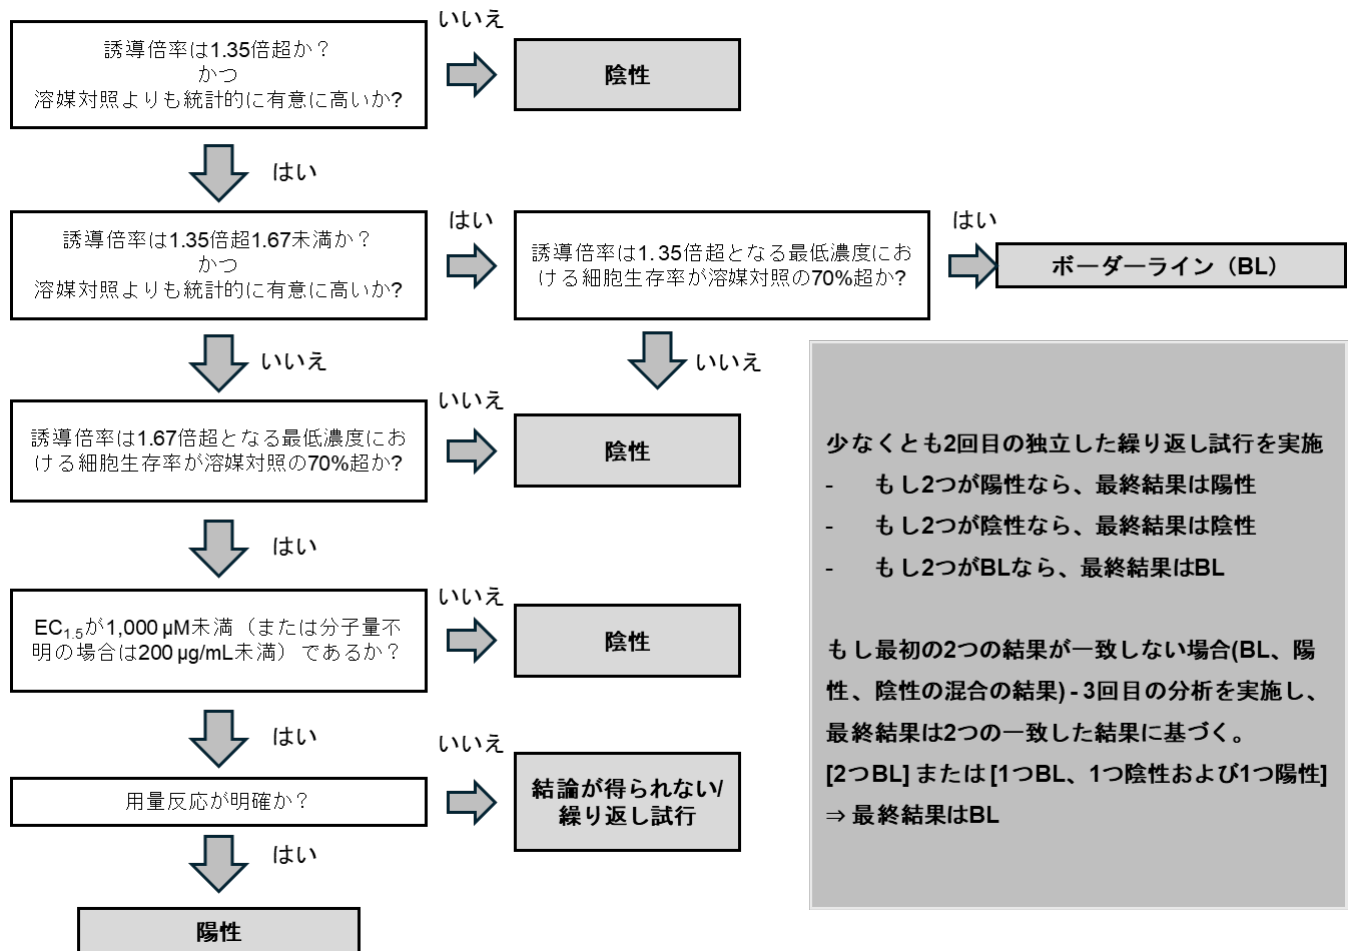 いいえ
誘導倍率は1.35倍超か？
かつ
溶媒対照よりも統計的に有意に高いか?
陰性
はい
誘導倍率は1.35倍超1.67未満か？
かつ
溶媒対照よりも統計的に有意に高いか?
はい
誘導倍率は1.35倍超となる最低濃度にお
ける細胞生存率が溶媒対照の70%超か?
はい
ボーダーライン（BL）
いいえ
いいえ
誘導倍率は1.67倍超となる最低濃度にお
ける細胞生存率が溶媒対照の70%超か?
いいえ
陰性
はい
EC1.5が1,000 µM未満（または分子量不
明の場合は200 µg/mL未満）であるか？
いいえ
陰性
はい
用量反応が明確か？
いいえ
結論が得られない/
繰り返し試行
はい
陽性
少なくとも2回目の独立した繰り返し試行を実施
- もし2つが陽性なら、最終結果は陽性
- もし2つが陰性なら、最終結果は陰性
- もし2つがBLなら、最終結果はBL
もし最初の2つの結果が一致しない場合(BL、陽
性、陰性の混合の結果) - 3回目の分析を実施し、
最終結果は2つの一致した結果に基づく。
[2つBL] または [1つBL、1つ陰性および1つ陽性]
⇒ 最終結果はBL